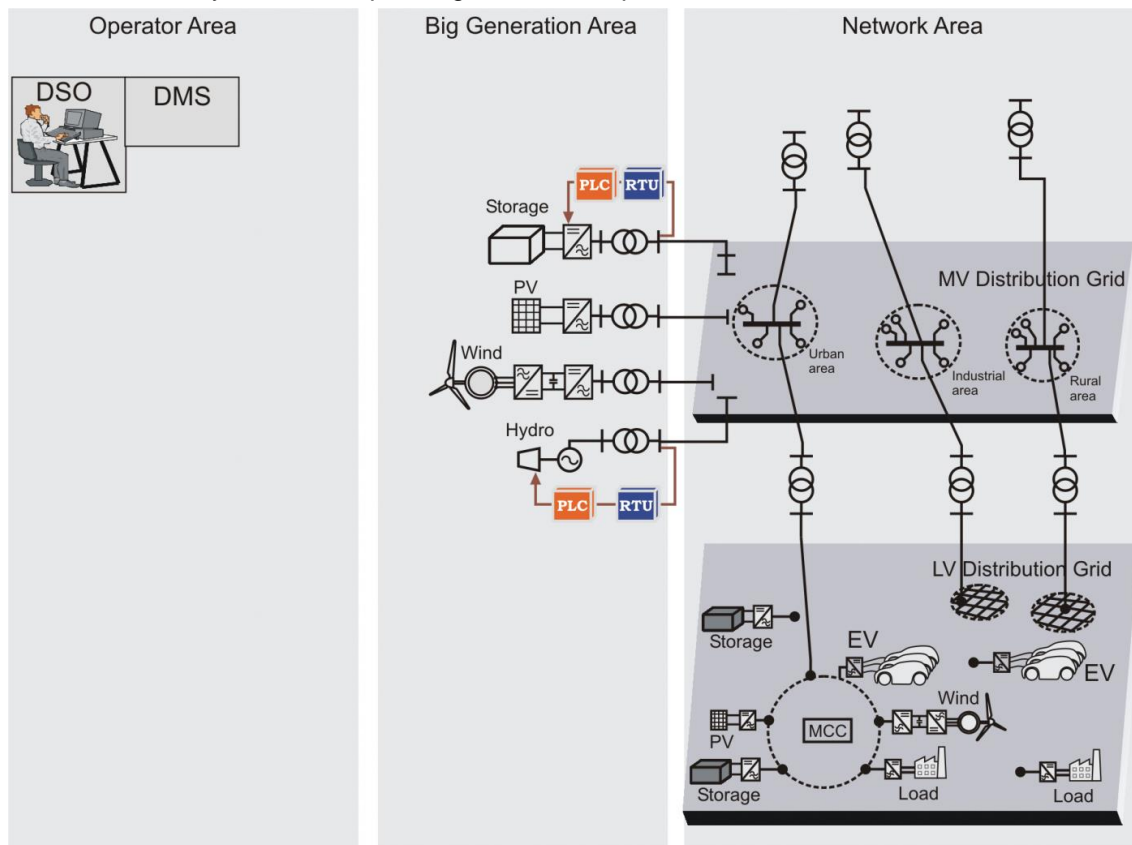 Operator Area
Big Generation Area
Network Area
DSO
DMS
PLC
RTU
Storage
PV
MV Distribution Grid
Urban
area
Industrial
area
Rural
area
Wind
Hydro
PLC
RTU
LV Distribution Grid
Storage
EV
EV
Wind
PV
MCC
Storage
Load
Load